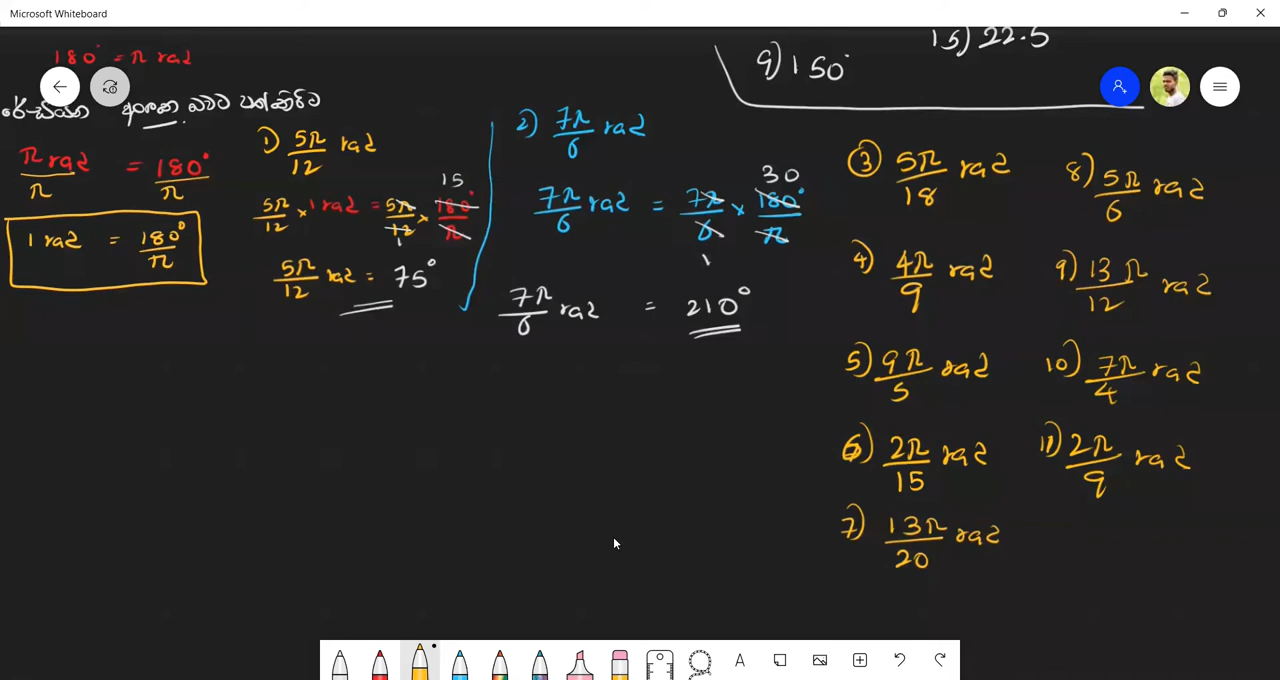 Microsoft Whiteboard
180° = π rad
9) 150°
15) 22.5
අංශක බවට පත් කිරීම
π rad / π = 180° / π
1 rad = 180° / π
1) 5π/12 rad
5π/12 × 1 rad = 5π/12 × 180° / π
15
1
5π/12 rad = 75°
2) 7π/6 rad
30
7π/6 rad = 7π/6 × 180° / π
1
7π/6 rad = 210°
③ 5π/18 rad
4) 4π/9 rad
5) 9π/5 rad
6) 2π/15 rad
7) 13π/20 rad
8) 5π/6 rad
9) 13π/12 rad
10) 7π/4 rad
11) 2π/9 rad
A